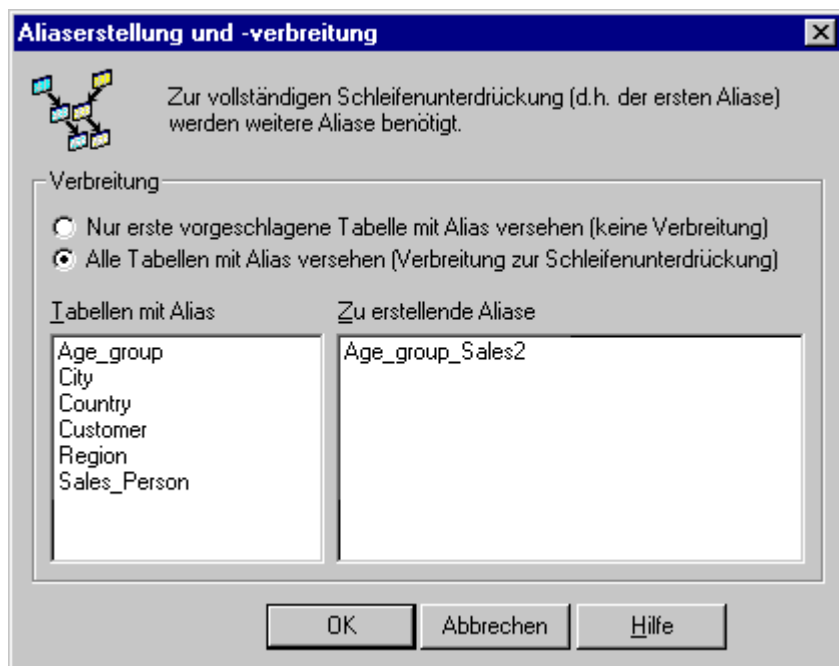 Aliaserstellung und -verbreitung
Zur vollständigen Schleifenunterdrückung (d.h. der ersten Aliase)
werden weitere Aliase benötigt.
Verbreitung
Nur erste vorgeschlagene Tabelle mit Alias versehen (keine Verbreitung)
Alle Tabellen mit Alias versehen (Verbreitung zur Schleifenunterdrückung)
Tabellen mit Alias
Zu erstellende Aliase
Age_group
City
Country
Customer
Region
Sales_Person
Age_group_Sales2
OK
Abbrechen
Hilfe